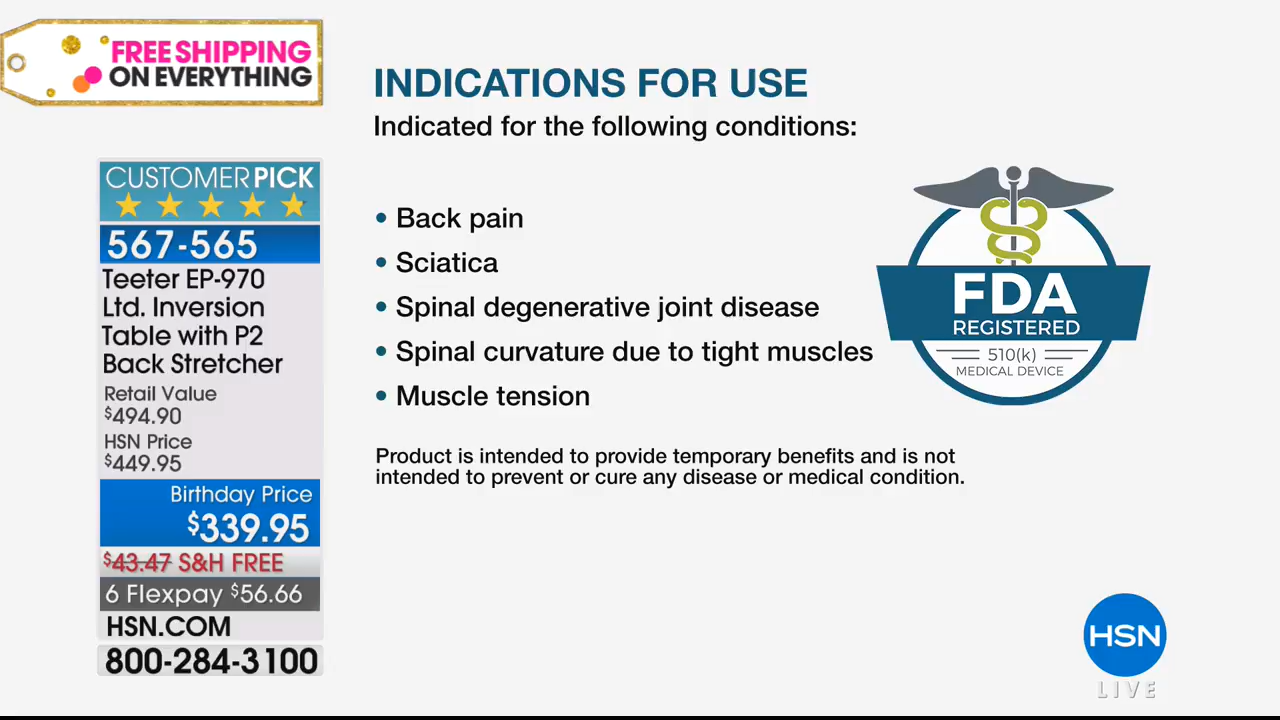 FREE SHIPPING
ON EVERYTHING
CUSTOMER PICK
567-565
Teeter EP-970
Ltd. Inversion
Table with P2
Back Stretcher
Retail Value
$494.90
HSN Price
$449.95
Birthday Price
$339.95
$43.47 S&H FREE
6 Flexpay $56.66
HSN.COM
800-284-3100
INDICATIONS FOR USE
Indicated for the following conditions:
• Back pain
• Sciatica
• Spinal degenerative joint disease
• Spinal curvature due to tight muscles
• Muscle tension
Product is intended to provide temporary benefits and is not
intended to prevent or cure any disease or medical condition.
FDA
REGISTERED
510(k)
MEDICAL DEVICE
HSN
LIVE